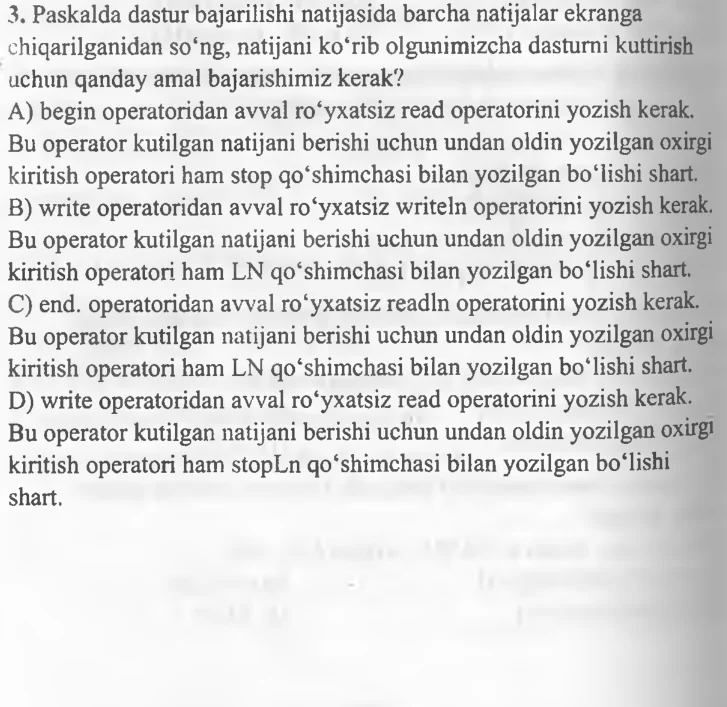 3. Paskalda dastur bajarilishi natijasida barcha natijalar ekranga
chiqarilganidan so‘ng, natijani ko‘rib olgunimizcha dasturni kuttirish
uchun qanday amal bajarishimiz kerak?
A) begin operatoridan avval ro‘yxatsiz read operatorini yozish kerak.
Bu operator kutilgan natijani berishi uchun undan oldin yozilgan oxirgi
kiritish operatori ham stop qo‘shimchasi bilan yozilgan bo‘lishi shart.
B) write operatoridan avval ro‘yxatsiz writeln operatorini yozish kerak.
Bu operator kutilgan natijani berishi uchun undan oldin yozilgan oxirgi
kiritish operatori ham LN qo‘shimchasi bilan yozilgan bo‘lishi shart.
C) end. operatoridan avval ro‘yxatsiz readln operatorini yozish kerak.
Bu operator kutilgan natijani berishi uchun undan oldin yozilgan oxirgi
kiritish operatori ham LN qo‘shimchasi bilan yozilgan bo‘lishi shart.
D) write operatoridan avval ro‘yxatsiz read operatorini yozish kerak.
Bu operator kutilgan natijani berishi uchun undan oldin yozilgan oxirgi
kiritish operatori ham stopLn qo‘shimchasi bilan yozilgan bo‘lishi
shart.